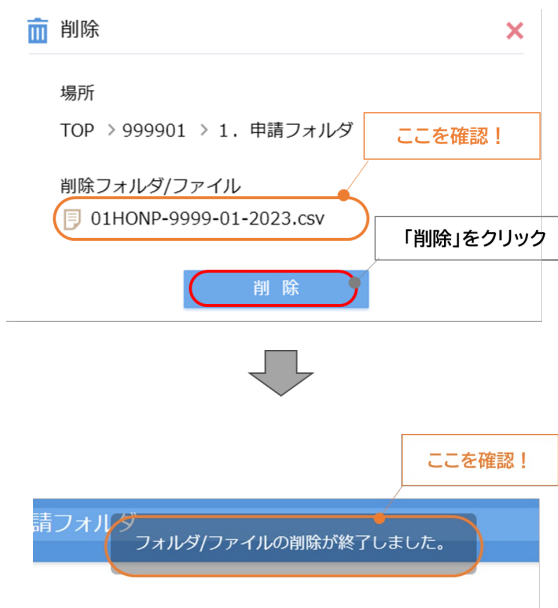 削除
場所
TOP > 999901 > 1．申請フォルダ
ここを確認！
削除フォルダ/ファイル
01HONP-9999-01-2023.csv
「削除」をクリック
削 除
ここを確認！
請フォルダ
フォルダ/ファイルの削除が終了しました。